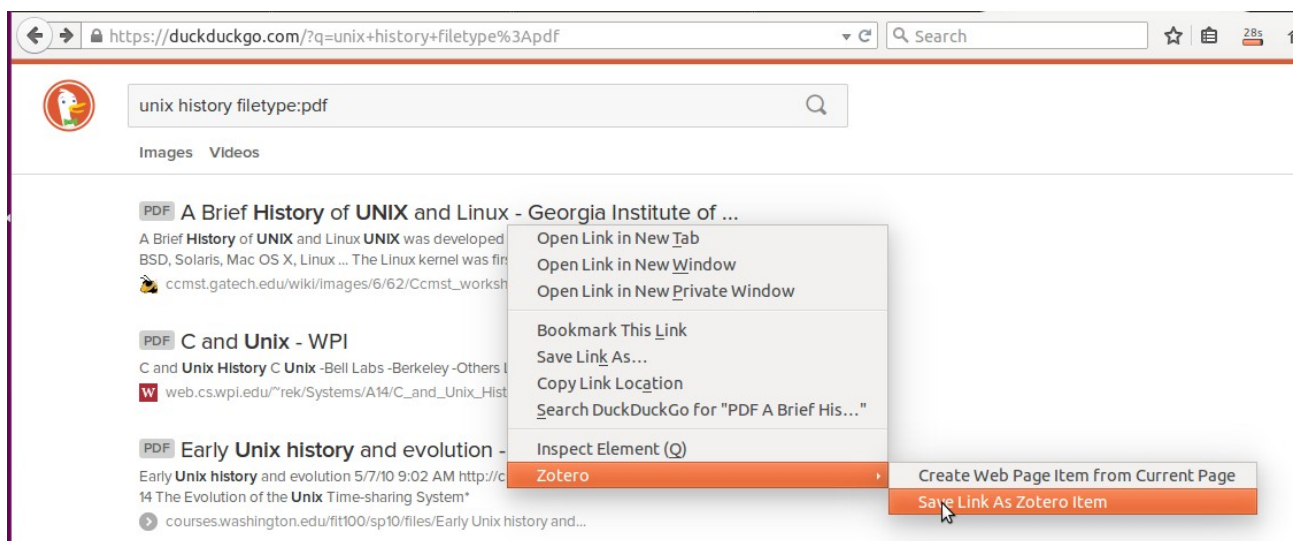 https://duckduckgo.com/?q=unix+history+filetype%3Apdf Search 28s
unix history filetype:pdf
Images Videos
PDF A Brief History of UNIX and Linux - Georgia Institute of ...
A Brief History of UNIX and Linux UNIX was developed
BSD, Solaris, Mac OS X, Linux ... The Linux kernel was
ccmst.gatech.edu/wiki/images/6/62/Ccmst_worksh
PDF C and Unix - WPI
C and Unix History C Unix -Bell Labs -Berkeley -Others
W web.cs.wpi.edu/~rek/Systems/A14/C_and_Unix_Hist
PDF Early Unix history and evolution -
Early Unix history and evolution 5/7/10 9:02 AM http://c
14 The Evolution of the Unix Time-sharing System*
courses.washington.edu/fit100/sp10/files/Early Unix history and...
Open Link in New Tab
Open Link in New Window
Open Link in New Private Window
Bookmark This Link
Save Link As...
Copy Link Location
Search DuckDuckGo for "PDF A Brief His..."
Inspect Element (Q)
Zotero
Create Web Page Item from Current Page
Save Link As Zotero Item